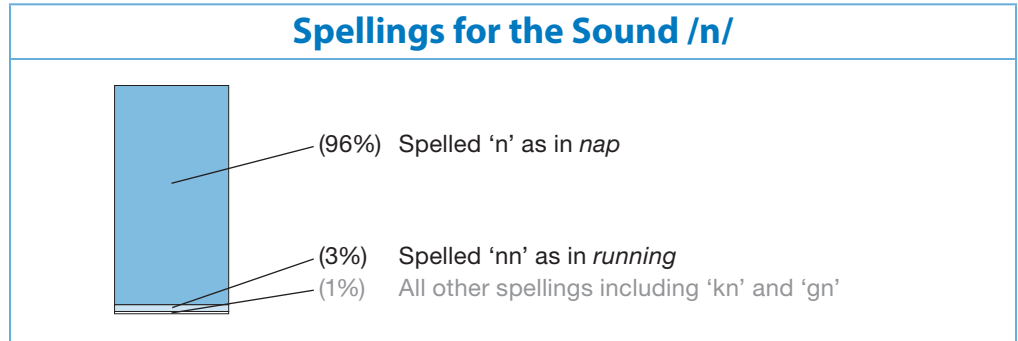 Spellings for the Sound /n/
(96%) Spelled ‘n’ as in nap
(3%) Spelled ‘nn’ as in running
(1%) All other spellings including ‘kn’ and ‘gn’